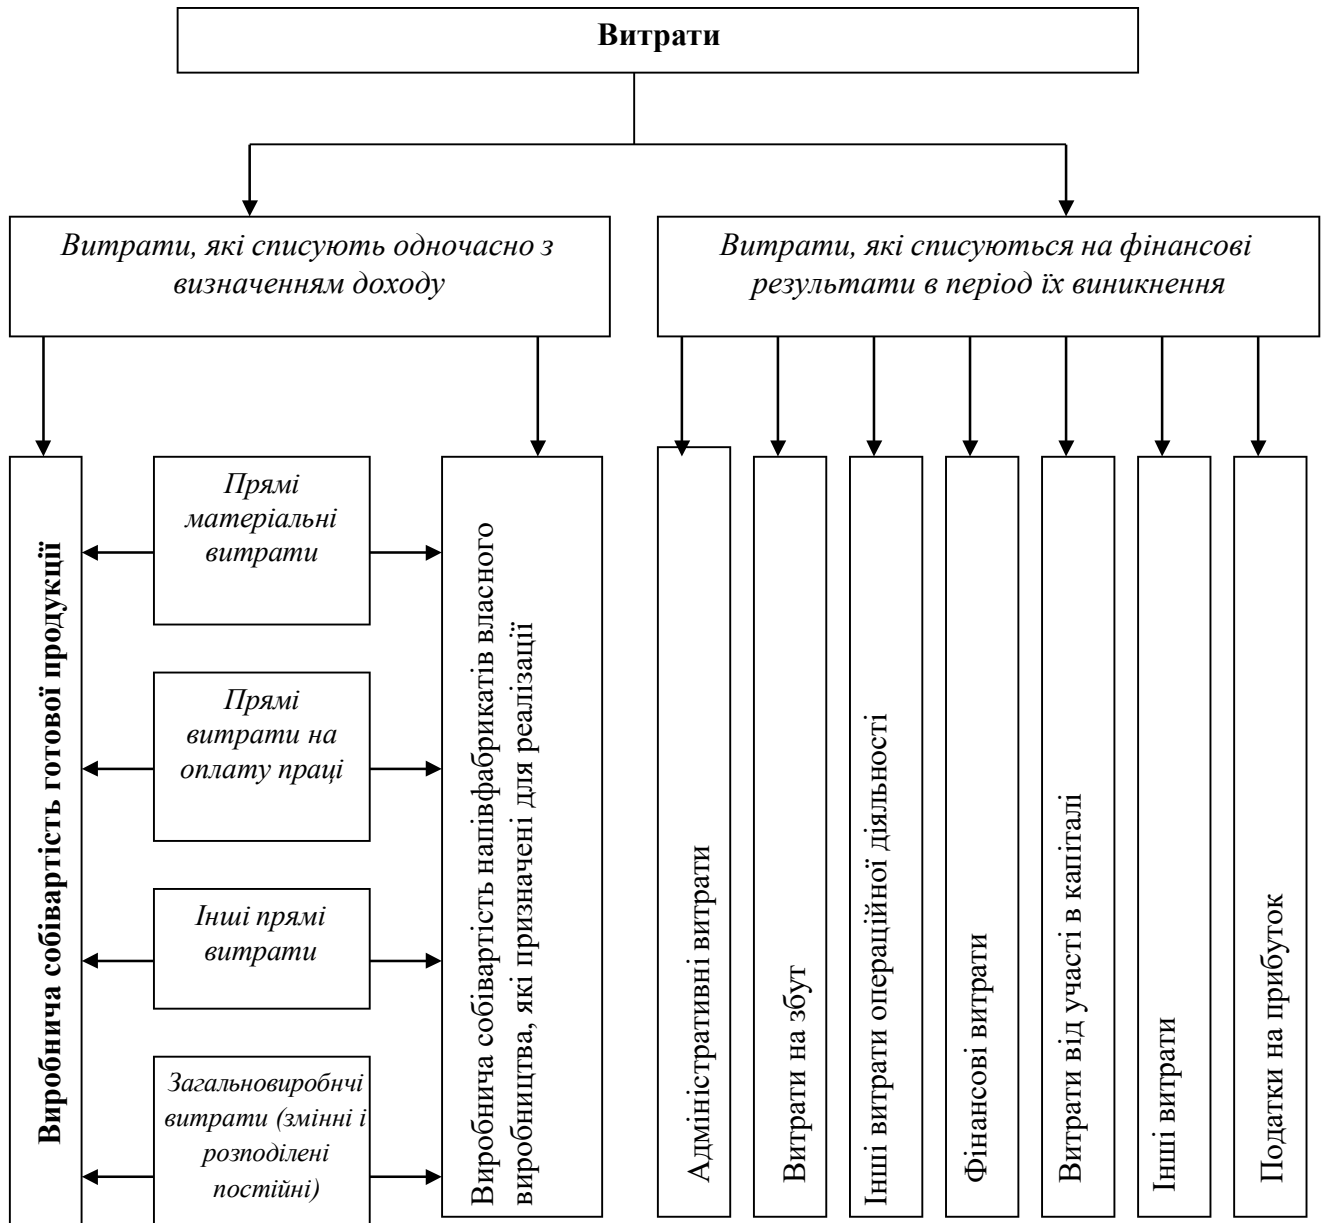 Витрати
Витрати, які списують одночасно з
визначенням доходу
Витрати, які списуються на фінансові
результати в період їх виникнення
Виробнича собівартість готової продукції
Прямі
матеріальні
витрати
Прямі
витрати на
оплату праці
Інші прямі
витрати
Загальновиробнчі
витрати (змінні і
розподілені
постійні)
Виробнича собівартість напівфабрикатів власного
виробництва, які призначені для реалізації
Адміністративні витрати
Витрати на збут
Інші витрати операційної діяльності
Фінансові витрати
Витрати від участі в капіталі
Інші витрати
Податки на прибуток